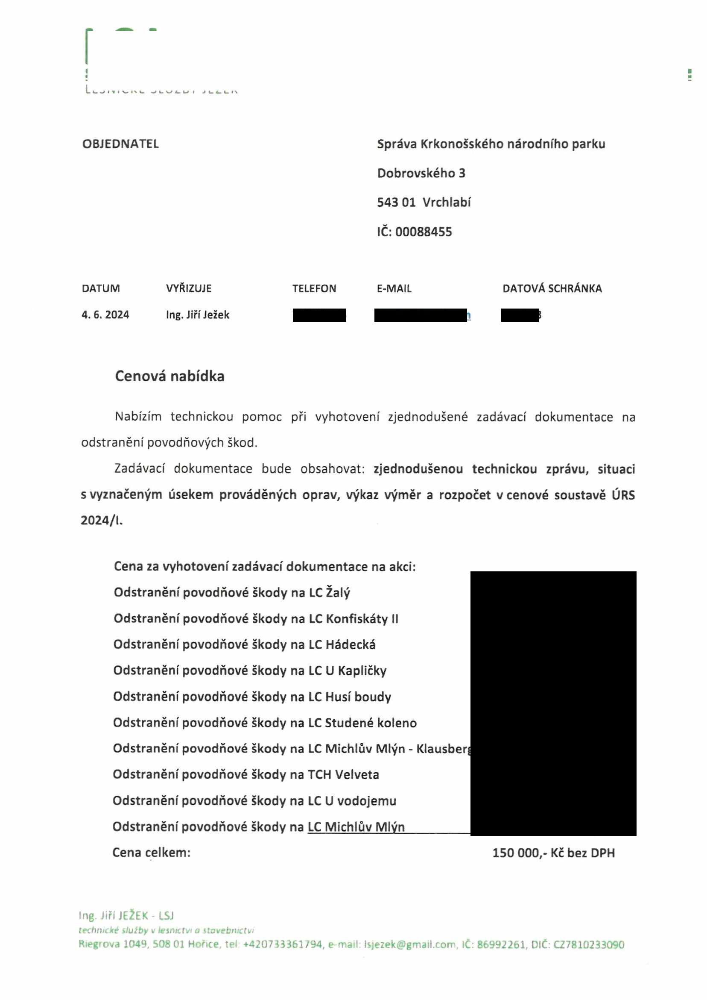 OBJEDNATEL
Správa Krkonošského národního parku
Dobrovského 3
543 01 Vrchlabí
IČ: 00088455
DATUM VYŘIZUJE TELEFON E-MAIL DATOVÁ SCHRÁNKA
4. 6. 2024 Ing. Jiří Ježek
Cenová nabídka
Nabízím technickou pomoc při vyhotovení zjednodušené zadávací dokumentace na
odstranění povodňových škod.
Zadávací dokumentace bude obsahovat: zjednodušenou technickou zprávu, situaci
s vyznačeným úsekem prováděných oprav, výkaz výměr a rozpočet v cenové soustavě ÚRS
2024/I.
Cena za vyhotovení zadávací dokumentace na akci:
Odstranění povodňové škody na LC Žalý
Odstranění povodňové škody na LC Konfiskáty II
Odstranění povodňové škody na LC Hádecká
Odstranění povodňové škody na LC U Kapličky
Odstranění povodňové škody na LC Husí boudy
Odstranění povodňové škody na LC Studené koleno
Odstranění povodňové škody na LC Michlův Mlýn - Klausberg
Odstranění povodňové škody na TCH Velveta
Odstranění povodňové škody na LC U vodojemu
Odstranění povodňové škody na LC Michlův Mlýn
Cena celkem: 150 000,- Kč bez DPH
Ing. Jiří JEŽEK - LSJ
technické služby v lesnictví a stavebnictví
Riegrova 1049, 508 01 Hořice, tel: +420733361794, e-mail: lsjezek@gmail.com, IČ: 86992261, DIČ: CZ7810233090